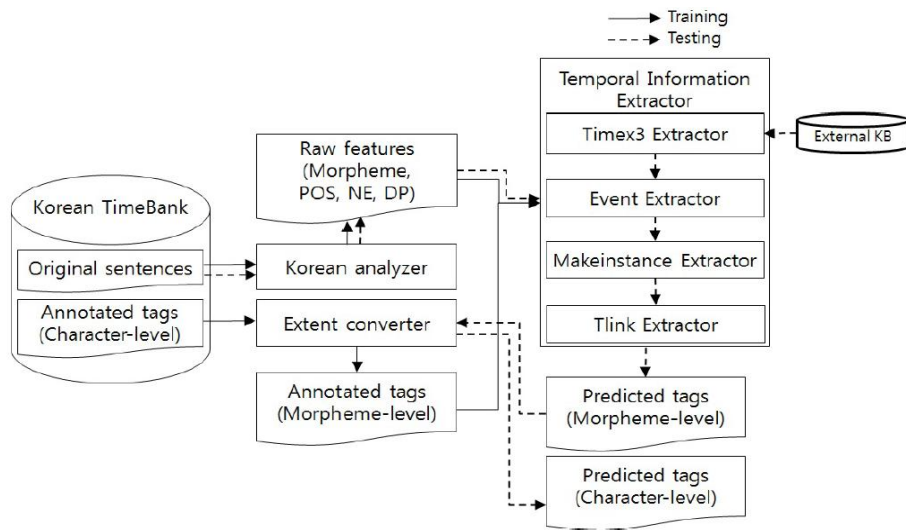 Training
Testing
Temporal Information
Extractor
Timex3 Extractor
External KB
Event Extractor
Makeinstance Extractor
Tlink Extractor
Raw features
(Morpheme,
POS, NE, DP)
Korean TimeBank
Original sentences
Korean analyzer
Annotated tags
(Character-level)
Extent converter
Annotated tags
(Morpheme-level)
Predicted tags
(Morpheme-level)
Predicted tags
(Character-level)